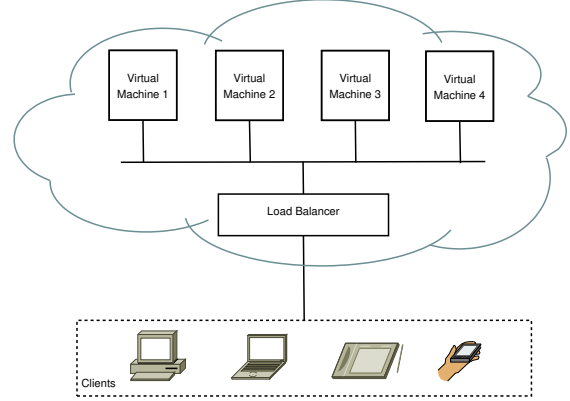 Virtual
Machine 1
Virtual
Machine 2
Virtual
Machine 3
Virtual
Machine 4
Load Balancer
Clients